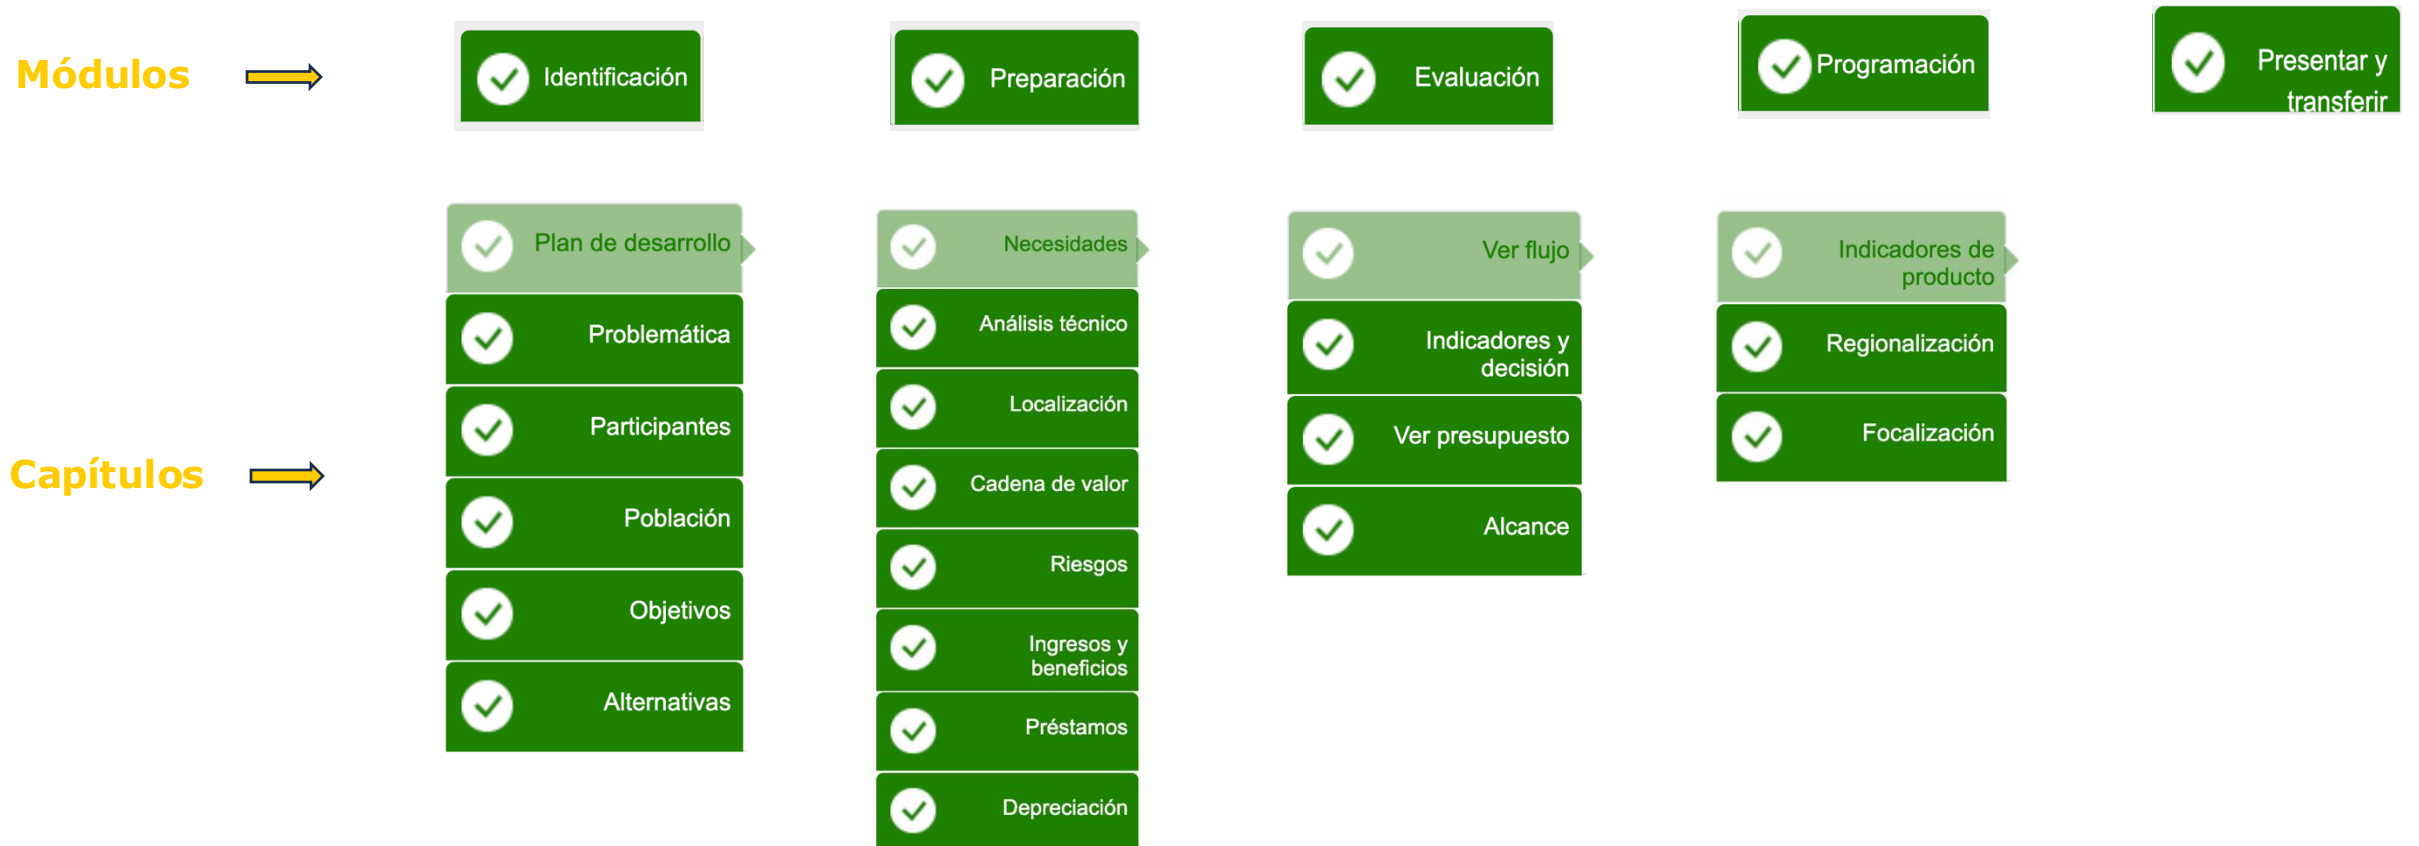 Módulos
Identificación
Preparación
Evaluación
Programación
Presentar y
transferir
Capítulos
Plan de desarrollo
Problemática
Participantes
Población
Objetivos
Alternativas
Necesidades
Análisis técnico
Localización
Cadena de valor
Riesgos
Ingresos y
beneficios
Préstamos
Depreciación
Ver flujo
Indicadores y
decisión
Ver presupuesto
Alcance
Indicadores de
producto
Regionalización
Focalización